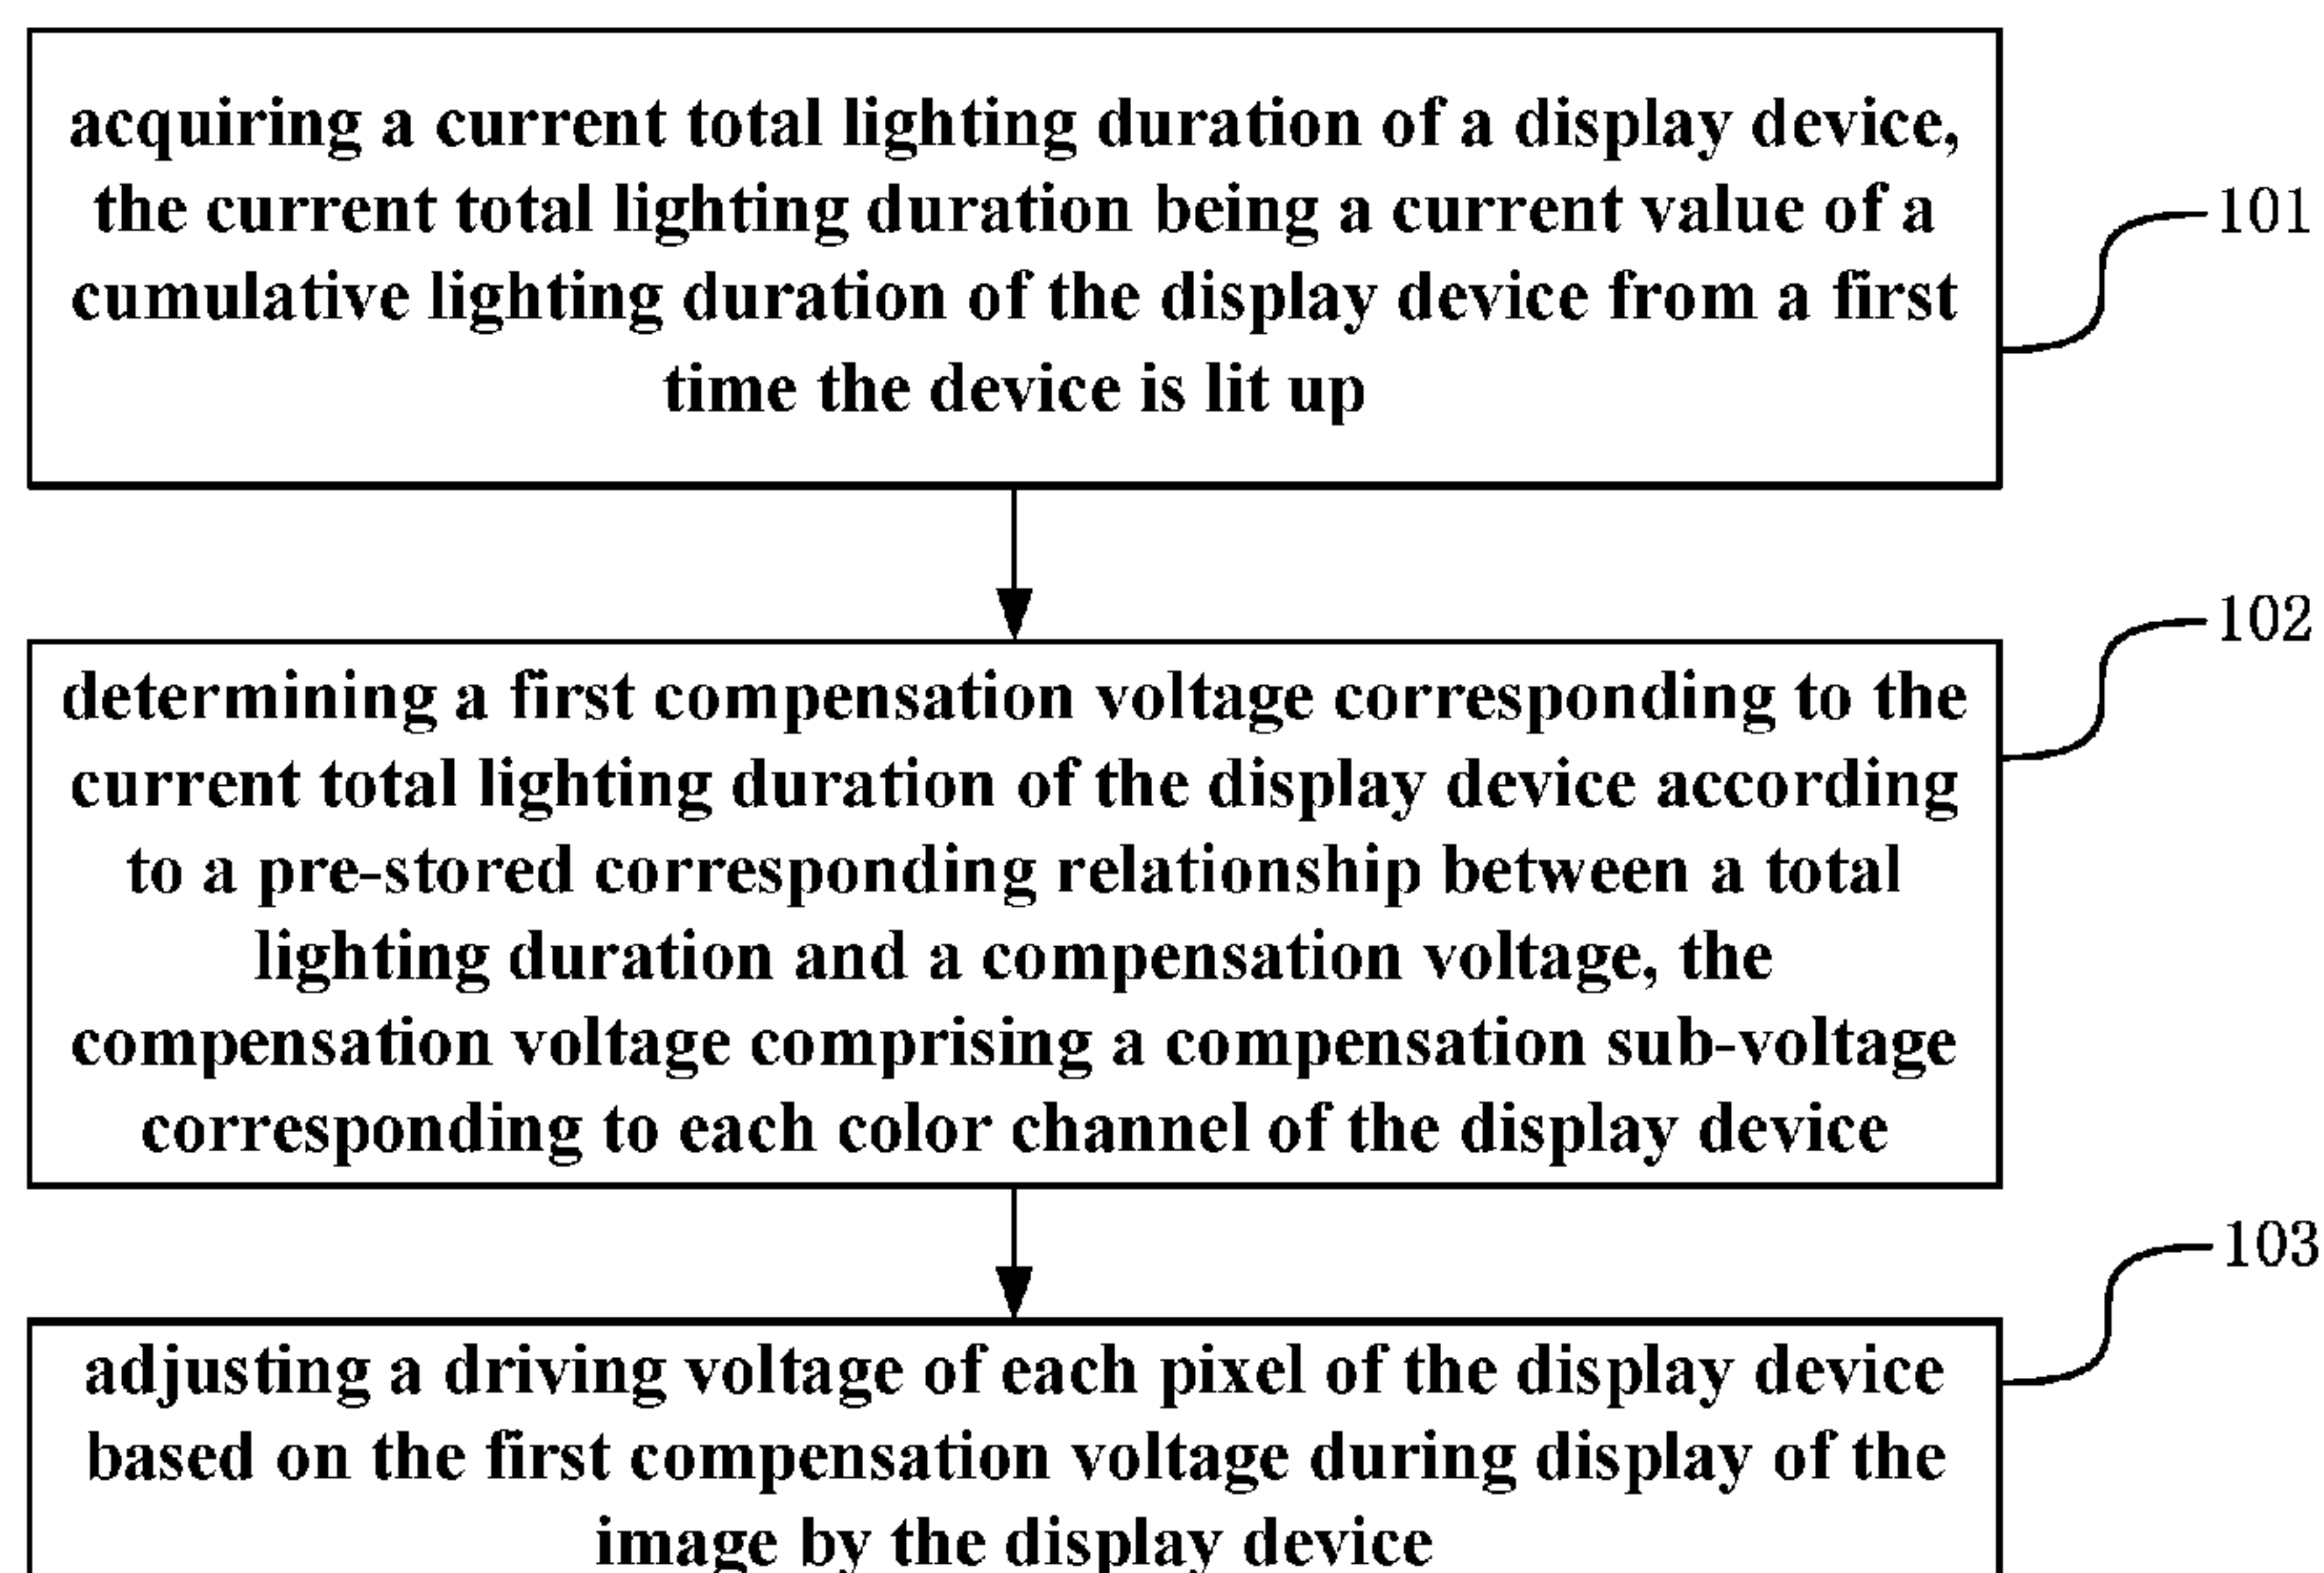 acquiring a current total lighting duration of a display device,
the current total lighting duration being a current value of a
cumulative lighting duration of the display device from a first
time the device is lit up
101
determining a first compensation voltage corresponding to the
current total lighting duration of the display device according
to a pre-stored corresponding relationship between a total
lighting duration and a compensation voltage, the
compensation voltage comprising a compensation sub-voltage
corresponding to each color channel of the display device
102
adjusting a driving voltage of each pixel of the display device
based on the first compensation voltage during display of the
image by the display device
103